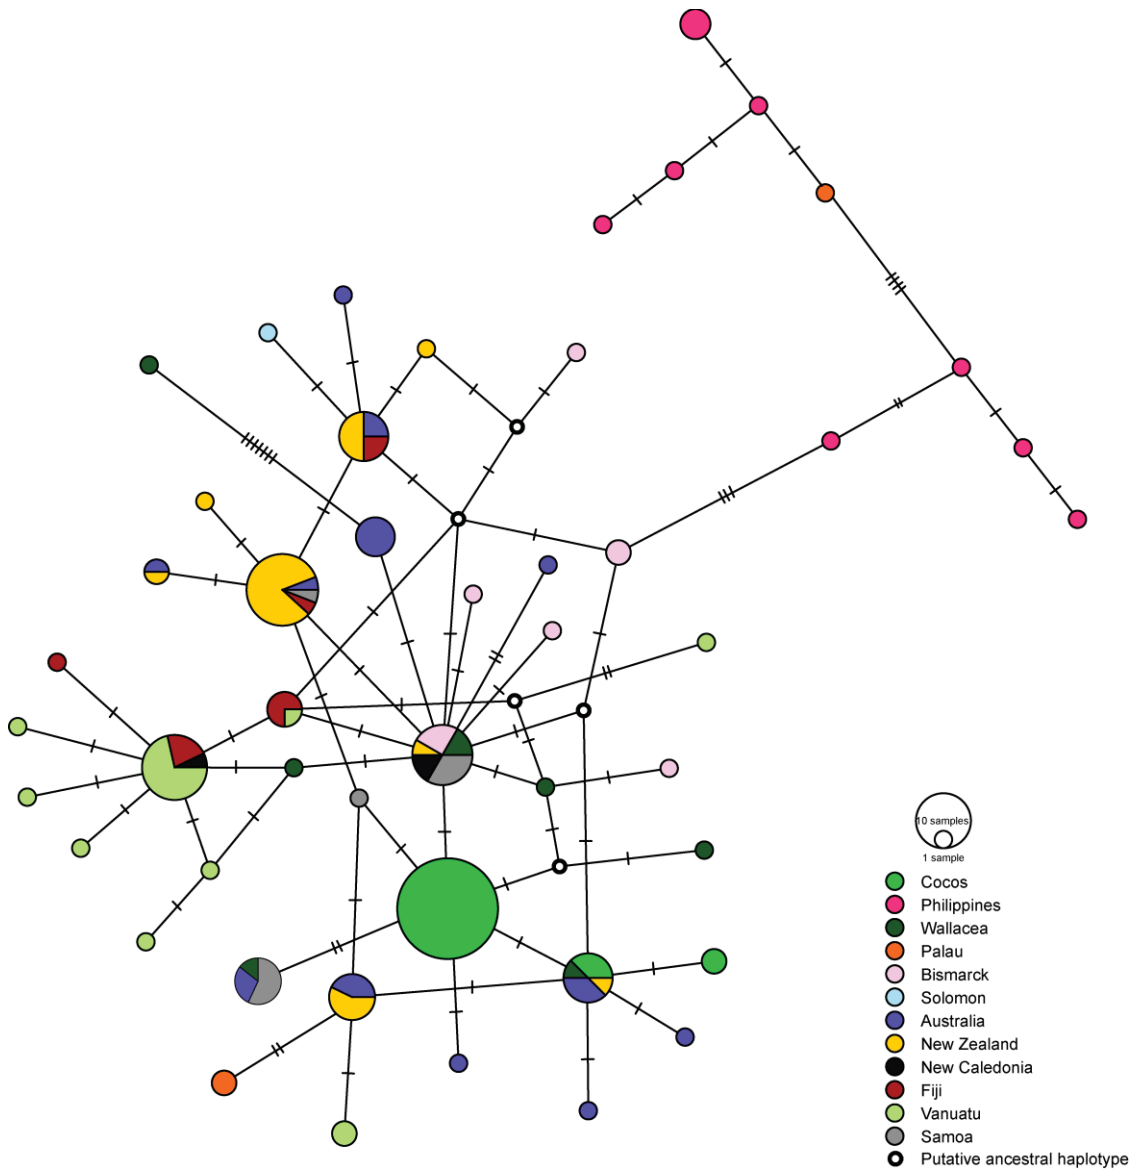 10 samples
1 sample
Cocos
Philippines
Wallacea
Palau
Bismarck
Solomon
Australia
New Zealand
New Caledonia
Fiji
Vanuatu
Samoa
Putative ancestral haplotype